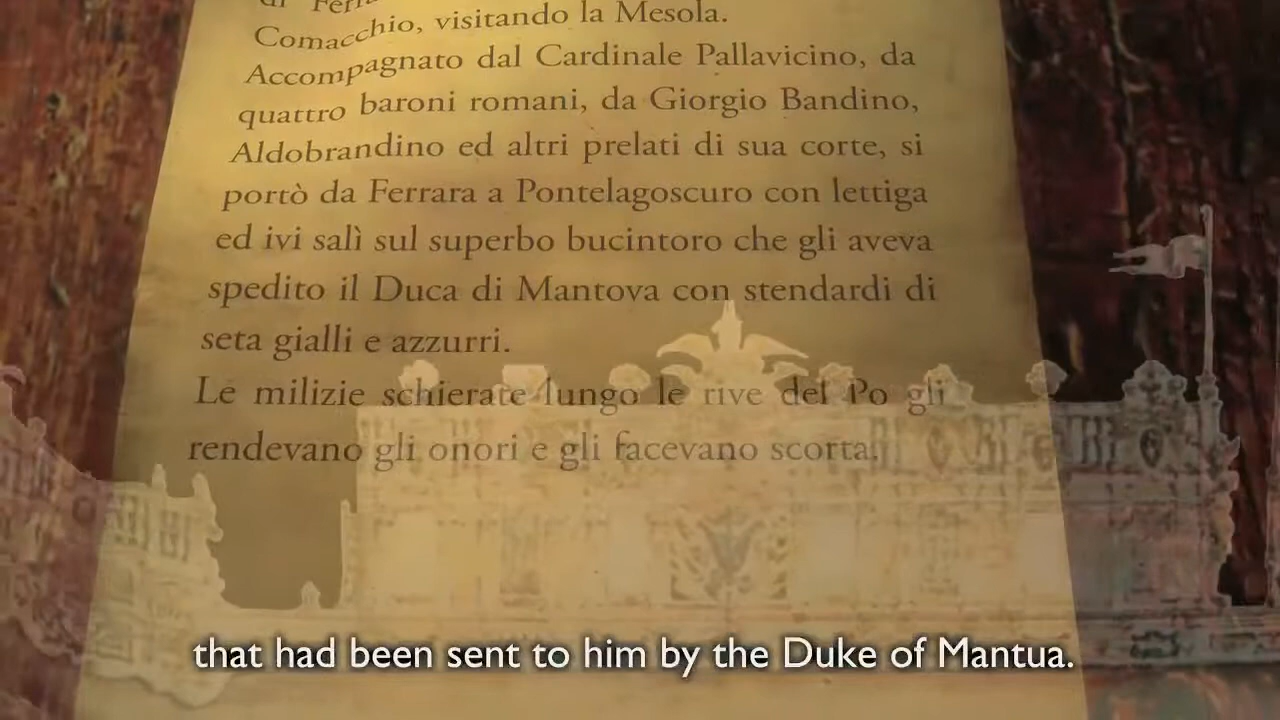 di
Comacchio, visitando la Mesola.
Accompagnato dal Cardinale Pallavicino, da
quattro baroni romani, da Giorgio Bandino,
Aldobrandino ed altri prelati di sua corte, si
portò da Ferrara a Pontelagoscuro con lettiga
ed ivi salì sul superbo bucintoro che gli aveva
spedito il Duca di Mantova con stendardi di
seta gialli e azzurri.
Le milizie schierate lungo le rive del Po gli
rendevano gli onori e gli facevano scorta.
that had been sent to him by the Duke of Mantua.